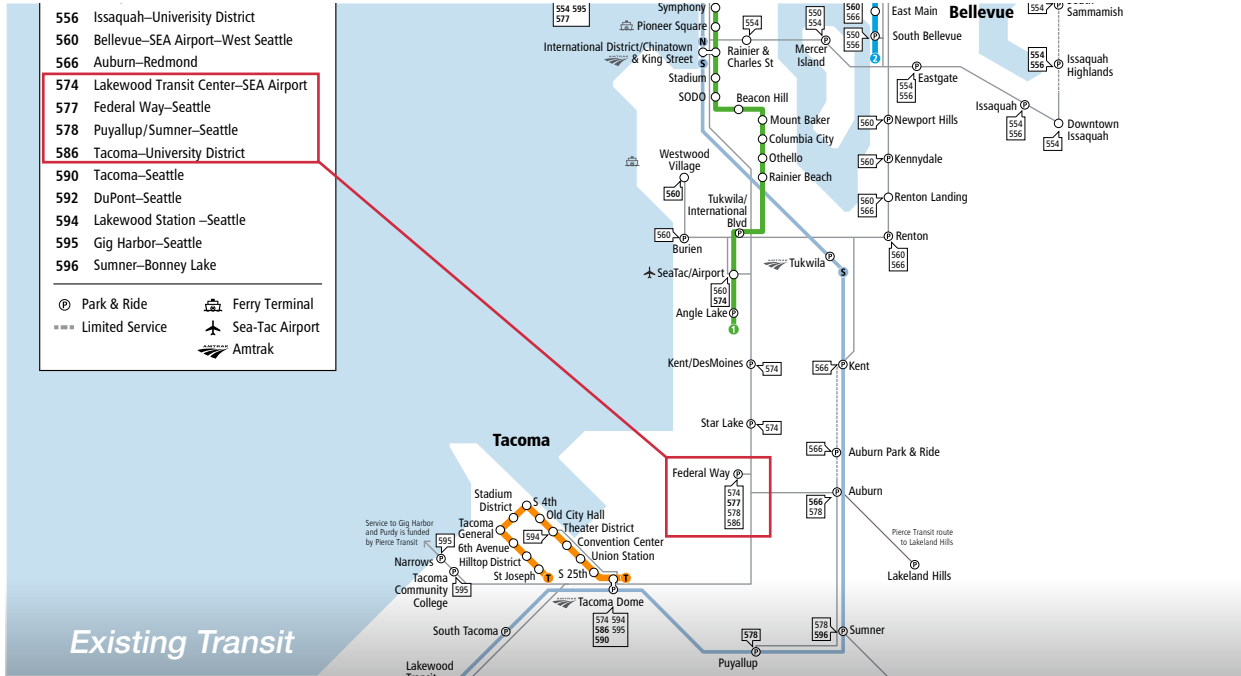 556 Issaquah–Univerisity District
560 Bellevue–SEA Airport–West Seattle
566 Auburn–Redmond
574 Lakewood Transit Center–SEA Airport
577 Federal Way–Seattle
578 Puyallup/Sumner–Seattle
586 Tacoma–University District
590 Tacoma–Seattle
592 DuPont–Seattle
594 Lakewood Station –Seattle
595 Gig Harbor–Seattle
596 Sumner–Bonney Lake
P Park & Ride
Ferry Terminal
Limited Service
Sea-Tac Airport
AMTRAK Amtrak
554 595
577
Symphony
Pioneer Square
International District/Chinatown
& King Street
N
S
Stadium
SODO
Beacon Hill
Mount Baker
Columbia City
Othello
Rainier Beach
554
Rainier &
Charles St
550
554
Mercer
Island
560
566
East Main
550
556
South Bellevue
2
Bellevue
554
Sammamish
554
556
Issaquah
Highlands
Eastgate
554
556
Issaquah
554
556
Downtown
Issaquah
554
560
Newport Hills
560
Kennydale
560
566
Renton Landing
Renton
560
566
Westwood
Village
560
Tukwila/
International
Blvd
560
Burien
Tukwila
S
SeaTac/Airport
560
574
Angle Lake
1
Kent/DesMoines
574
566
Kent
Star Lake
574
566
Auburn Park & Ride
Federal Way
574
577
578
586
Auburn
566
578
Pierce Transit route
to Lakeland Hills
Lakeland Hills
Tacoma
Stadium
District
S 4th
Old City Hall
Theater District
Convention Center
Union Station
594
Tacoma
General
6th Avenue
Hilltop District
St Joseph
T
S 25th
T
Service to Gig Harbor
and Purdy is funded
by Pierce Transit
595
Narrows
Tacoma
Community
College
595
Tacoma Dome
574 594
586 595
590
South Tacoma
Lakewood
578
Puyallup
578
596
Sumner
Existing Transit